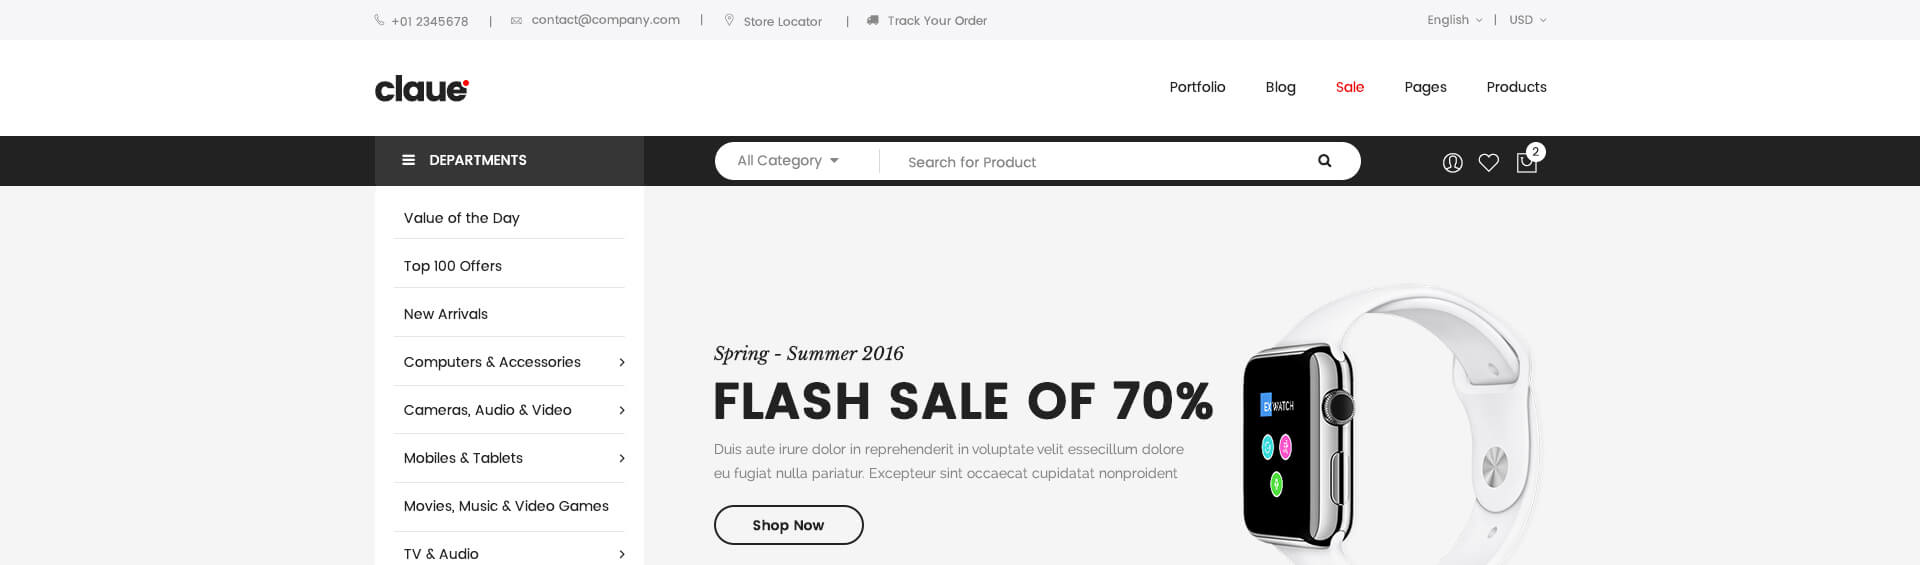 +01 2345678 | contact@company.com | Store Locator | Track Your Order English | USD
claue
Portfolio Blog Sale Pages Products
DEPARTMENTS
All Category Search for Product
2
Value of the Day
Top 100 Offers
New Arrivals
Computers & Accessories
Cameras, Audio & Video
Mobiles & Tablets
Movies, Music & Video Games
TV & Audio
Spring - Summer 2016
FLASH SALE OF 70%
Duis aute irure dolor in reprehenderit in voluptate velit essecillum dolore
eu fugiat nulla pariatur. Excepteur sint occaecat cupidatat nonproident
Shop Now
EX WATCH